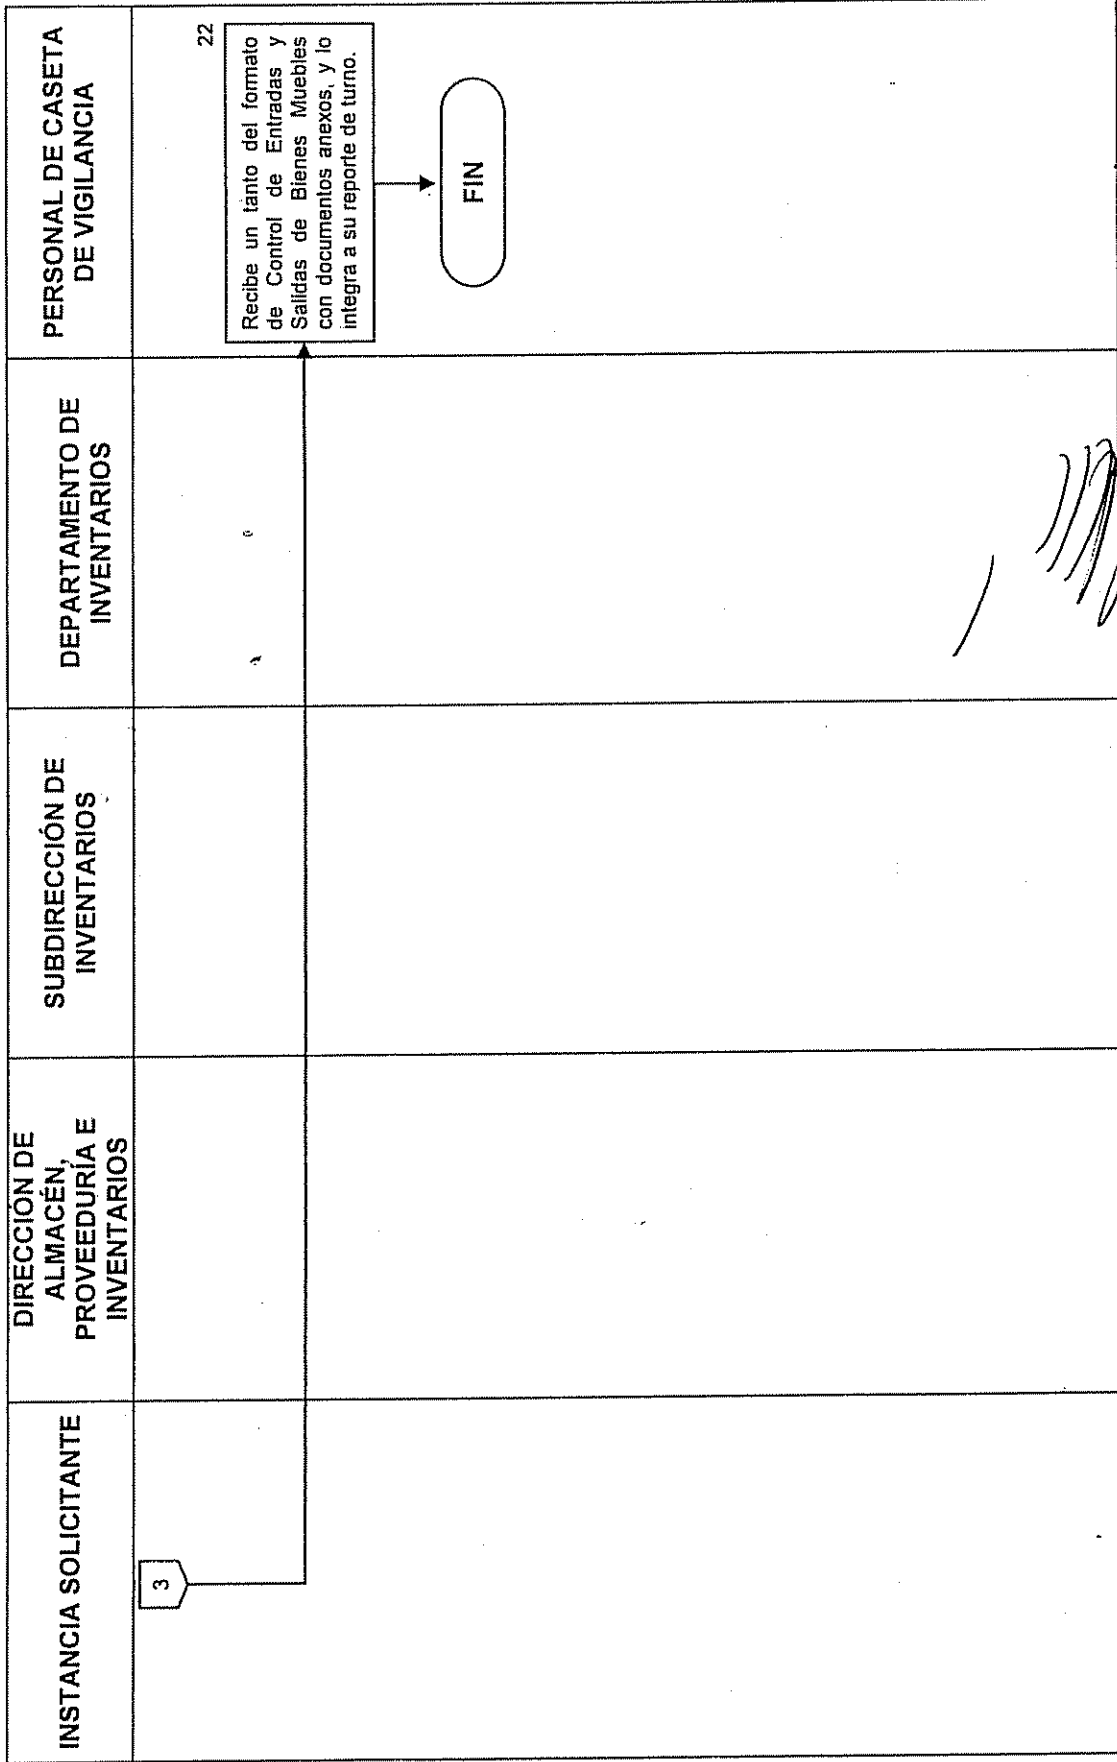 INSTANCIA SOLICITANTE
DIRECCIÓN DE
ALMACÉN,
PROVEEDURÍA E
INVENTARIOS
SUBDIRECCIÓN DE
INVENTARIOS
DEPARTAMENTO DE
INVENTARIOS
PERSONAL DE CASETA
DE VIGILANCIA
3
22
Recibe un tanto del formato
de Control de Entradas y
Salidas de Bienes Muebles
con documentos anexos, y lo
integra a su reporte de turno.
FIN